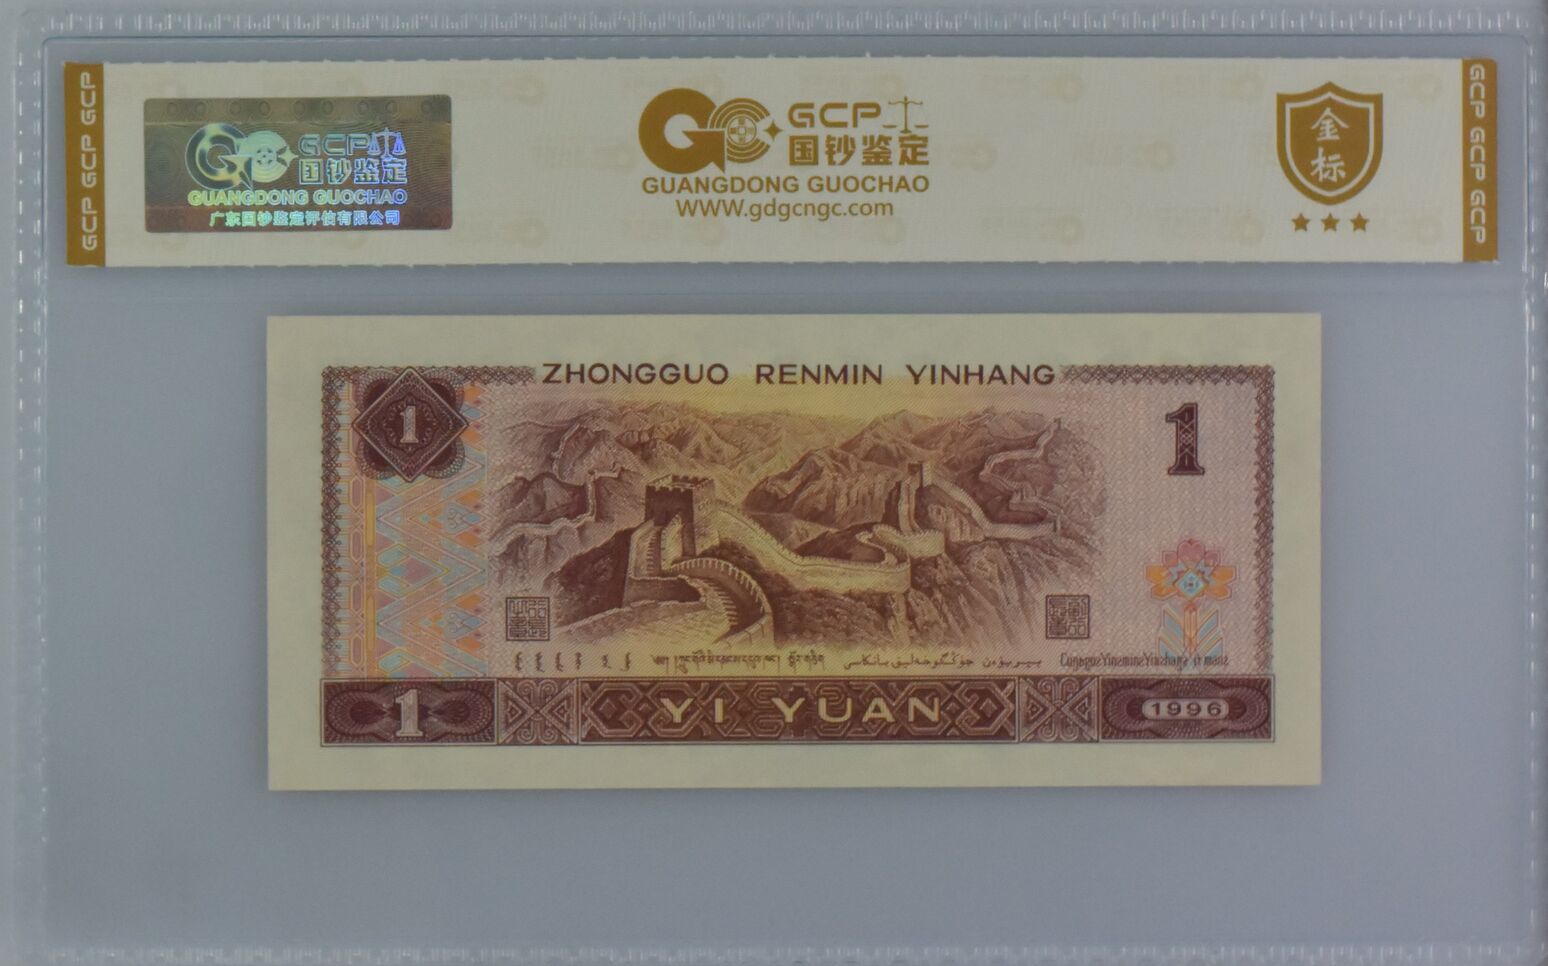 GCP GCP GCP
GCP
国钞鉴定
GUANGDONG GUOCHAO
广东国钞鉴定评估有限公司
GCP
国钞鉴定
GUANGDONG GUOCHAO
WWW.gdgcngc.com
金标
GCP GCP GCP
ZHONGGUO RENMIN YINHANG
1
1
1
YI YUAN
1996